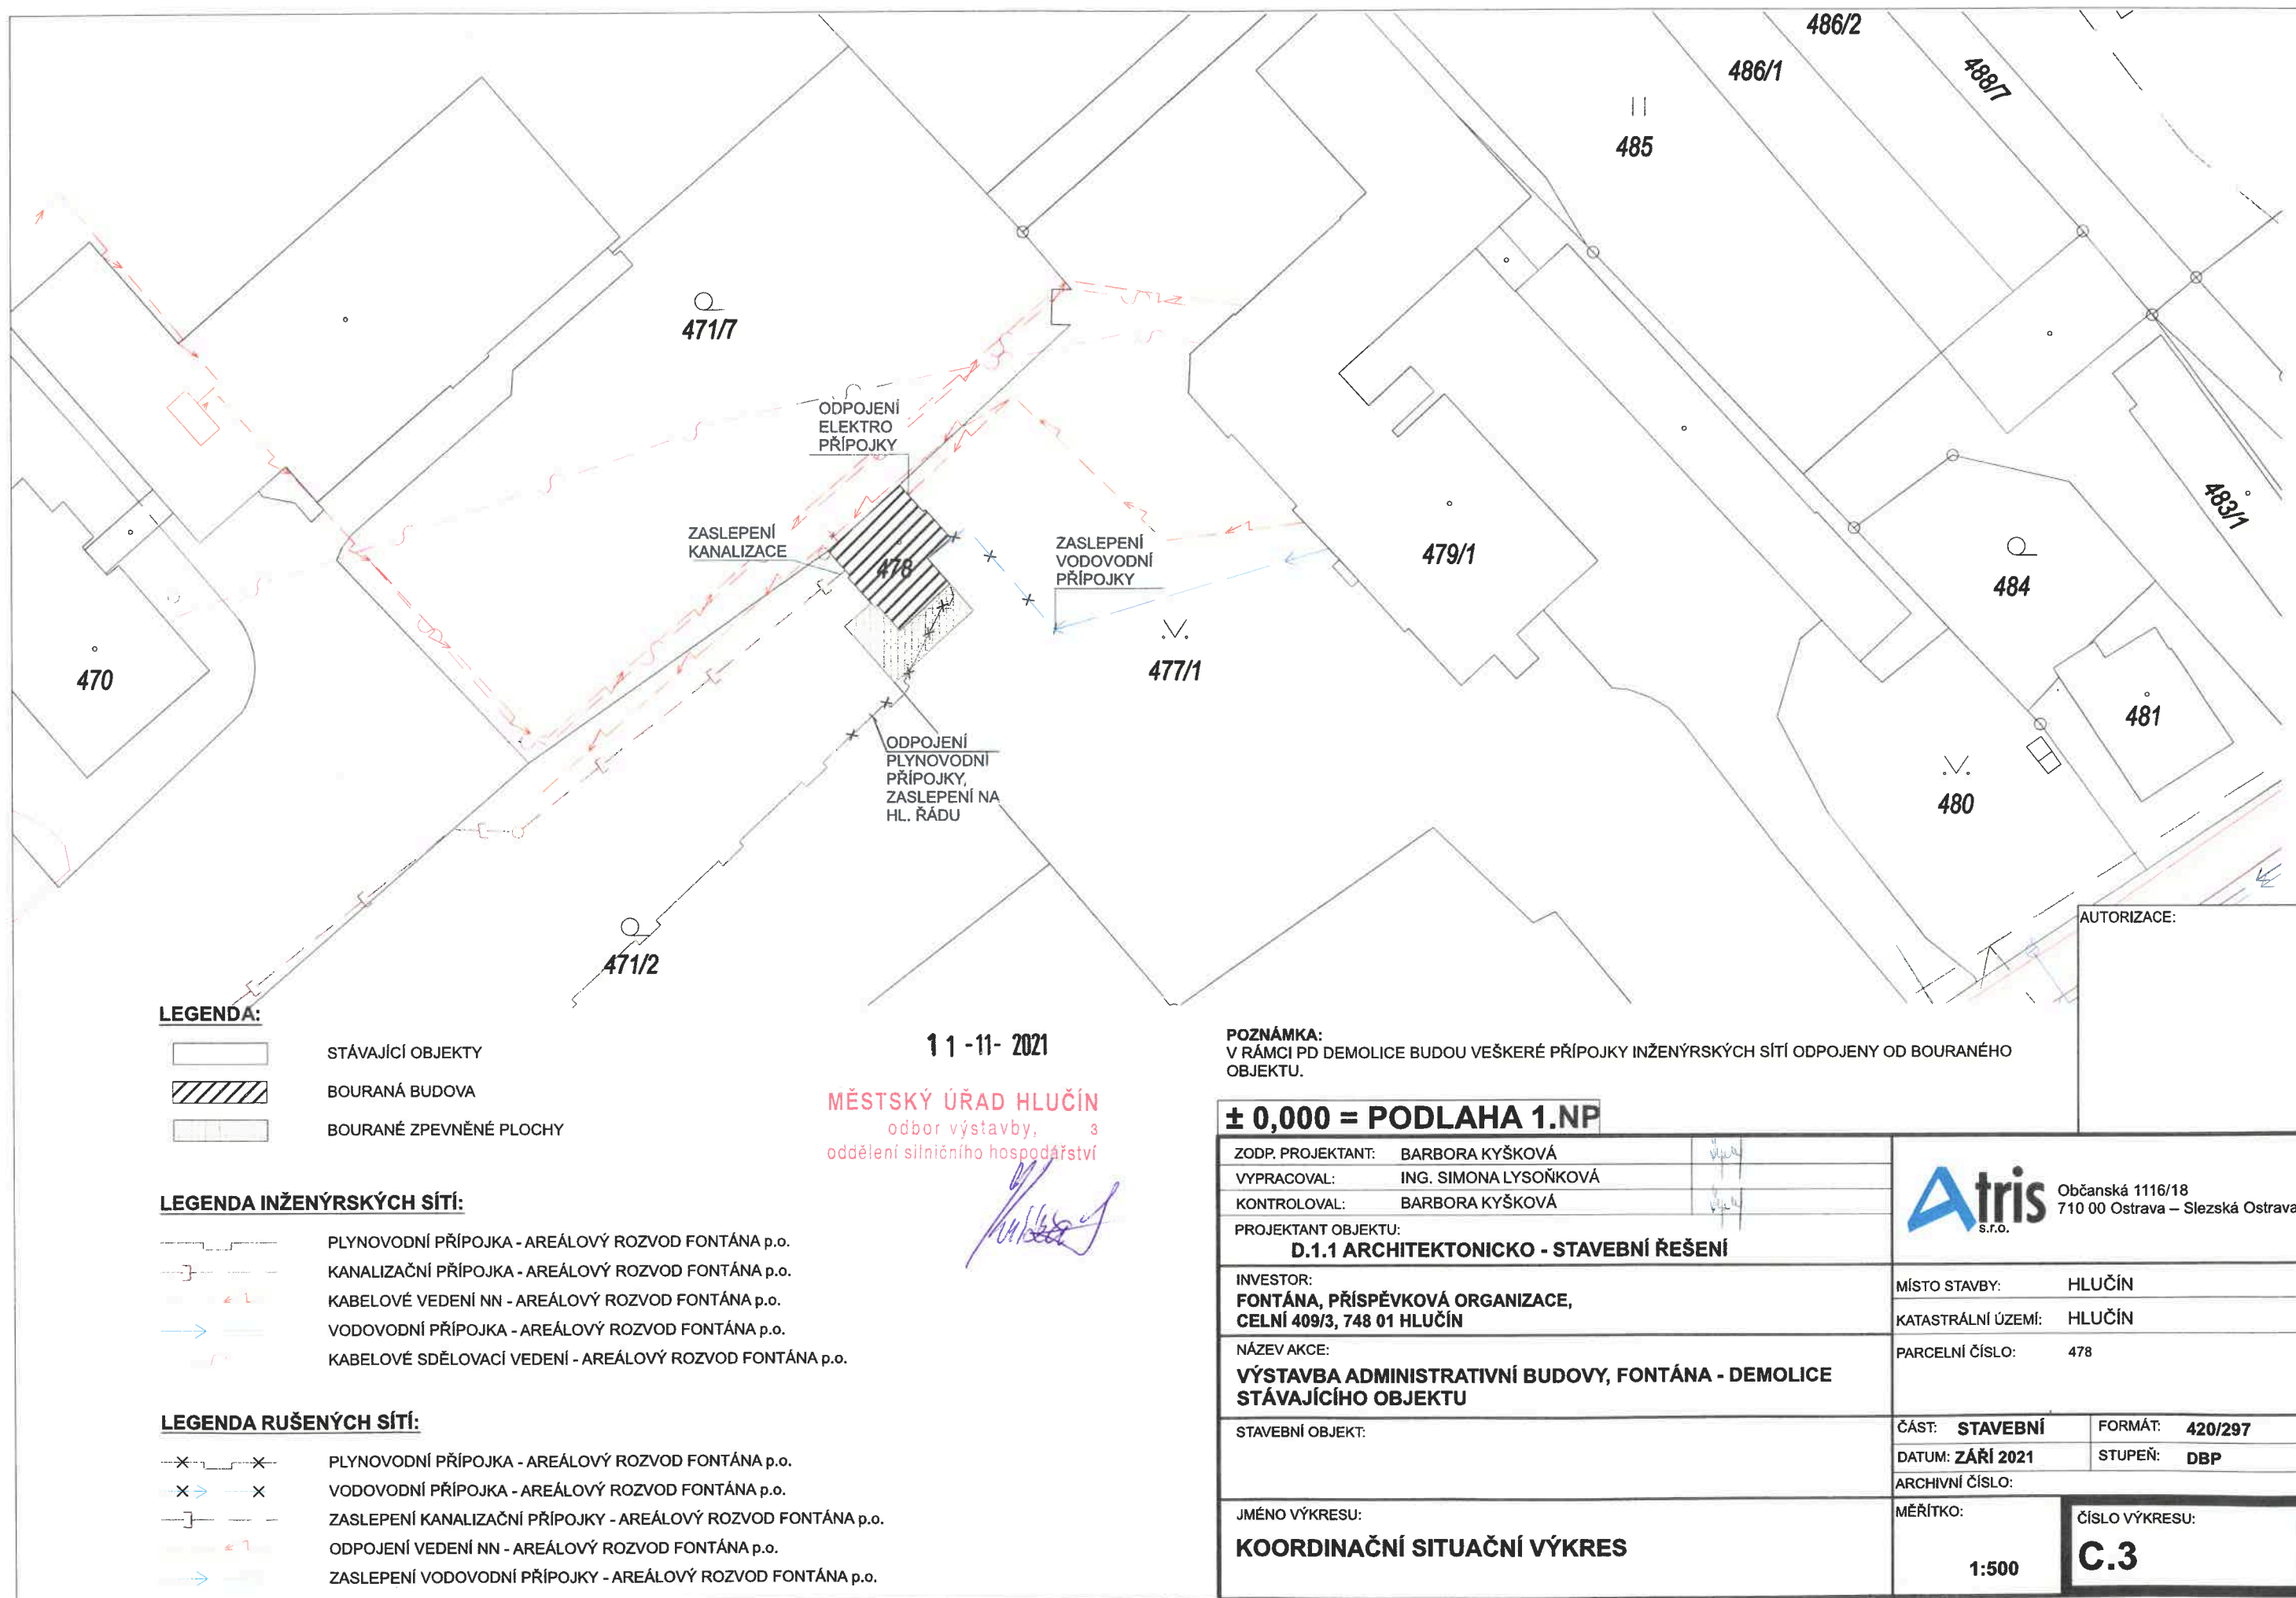 486/2
486/1
488/7
485
471/7
ODPOJENÍ
ELEKTRO
PŘÍPOJKY
ZASLEPENÍ
KANALIZACE
478
ZASLEPENÍ
VODOVODNÍ
PŘÍPOJKY
479/1
483/1
484
470
477/1
481
ODPOJENÍ
PLYNOVODNÍ
PŘÍPOJKY,
ZASLEPENÍ NA
HL. ŘÁDU
480
471/2
AUTORIZACE:
LEGENDA:
STÁVAJÍCÍ OBJEKTY
BOURANÁ BUDOVA
BOURANÉ ZPEVNĚNÉ PLOCHY
LEGENDA INŽENÝRSKÝCH SÍTÍ:
PLYNOVODNÍ PŘÍPOJKA - AREÁLOVÝ ROZVOD FONTÁNA p.o.
KANALIZAČNÍ PŘÍPOJKA - AREÁLOVÝ ROZVOD FONTÁNA p.o.
KABELOVÉ VEDENÍ NN - AREÁLOVÝ ROZVOD FONTÁNA p.o.
VODOVODNÍ PŘÍPOJKA - AREÁLOVÝ ROZVOD FONTÁNA p.o.
KABELOVÉ SDĚLOVACÍ VEDENÍ - AREÁLOVÝ ROZVOD FONTÁNA p.o.
LEGENDA RUŠENÝCH SÍTÍ:
PLYNOVODNÍ PŘÍPOJKA - AREÁLOVÝ ROZVOD FONTÁNA p.o.
VODOVODNÍ PŘÍPOJKA - AREÁLOVÝ ROZVOD FONTÁNA p.o.
ZASLEPENÍ KANALIZAČNÍ PŘÍPOJKY - AREÁLOVÝ ROZVOD FONTÁNA p.o.
ODPOJENÍ VEDENÍ NN - AREÁLOVÝ ROZVOD FONTÁNA p.o.
ZASLEPENÍ VODOVODNÍ PŘÍPOJKY - AREÁLOVÝ ROZVOD FONTÁNA p.o.
11 -11- 2021
MĚSTSKÝ ÚŘAD HLUČÍN
odbor výstavby, 3
oddělení silničního hospodářství
POZNÁMKA:
V RÁMCI PD DEMOLICE BUDOU VEŠKERÉ PŘÍPOJKY INŽENÝRSKÝCH SÍTÍ ODPOJENY OD BOURANÉHO
OBJEKTU.
± 0,000 = PODLAHA 1.NP
ZODP. PROJEKTANT: BARBORA KYŠKOVÁ
VYPRACOVAL: ING. SIMONA LYSOŇKOVÁ
KONTROLOVAL: BARBORA KYŠKOVÁ
PROJEKTANT OBJEKTU:
D.1.1 ARCHITEKTONICKO - STAVEBNÍ ŘEŠENÍ
INVESTOR:
FONTÁNA, PŘÍSPĚVKOVÁ ORGANIZACE,
CELNÍ 409/3, 748 01 HLUČÍN
NÁZEV AKCE:
VÝSTAVBA ADMINISTRATIVNÍ BUDOVY, FONTÁNA - DEMOLICE
STÁVAJÍCÍHO OBJEKTU
STAVEBNÍ OBJEKT:
JMÉNO VÝKRESU:
KOORDINAČNÍ SITUAČNÍ VÝKRES
Atris
s.r.o.
Občanská 1116/18
710 00 Ostrava – Slezská Ostrava
MÍSTO STAVBY: HLUČÍN
KATASTRÁLNÍ ÚZEMÍ: HLUČÍN
PARCELNÍ ČÍSLO: 478
ČÁST: STAVEBNÍ FORMÁT: 420/297
DATUM: ZÁŘÍ 2021 STUPEŇ: DBP
ARCHIVNÍ ČÍSLO:
MĚŘÍTKO:
1:500
ČÍSLO VÝKRESU:
C.3